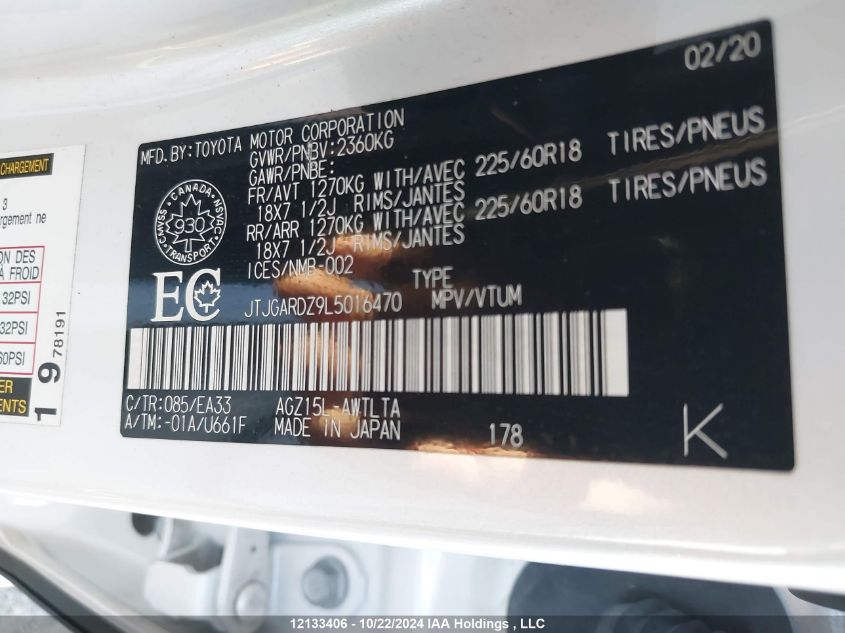 02/20
MFD. BY: TOYOTA MOTOR CORPORATION
GVWR/PNBV: 2360KG
GAWR/PNBE:
FR/AVT 1270KG WITH/AVEC 225/60R18 TIRES/PNEUS
18X7 1/2J RIMS/JANTES
RR/ARR 1270KG WITH/AVEC 225/60R18 TIRES/PNEUS
18X7 1/2J RIMS/JANTES
ICES/NMB-002
CANADA
CMVSS NSVAC
930
TRANSPORT
EC
TYPE
JTJGARDZ9L5016470 MPV/VTUM
C/TR: 085/EA33 AGZ15L-AWTLTA
A/TM: -01A/U661F MADE IN JAPAN 178
K
CHARGEMENT
3
rgement ne
ON DES
À FROID
32PSI
32PSI
60PSI
ER
ENTS
1 9 78191
12133406 - 10/22/2024 IAA Holdings , LLC